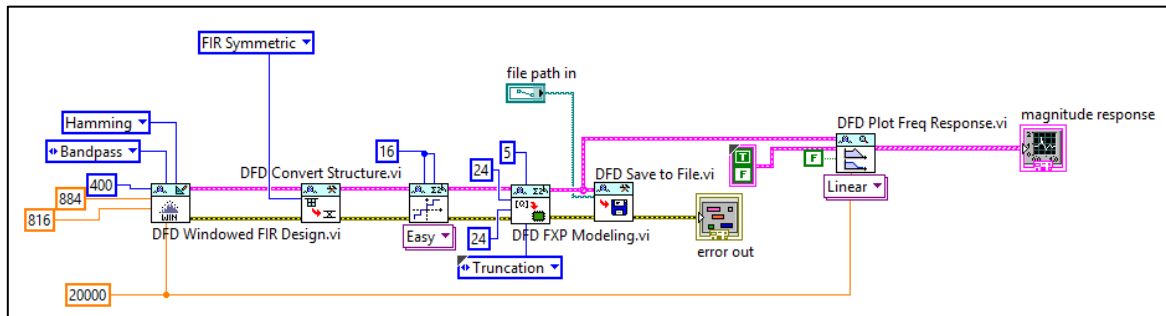 FIR Symmetric
file path in
DFD Plot Freq Response.vi
magnitude response
Hamming
Bandpass
16
5
T
F
F
400
884
816
DFD Convert Structure.vi
24
DFD Save to File.vi
Linear
WIN
DFD Windowed FIR Design.vi
Easy
24
DFD FXP Modeling.vi
error out
Truncation
20000